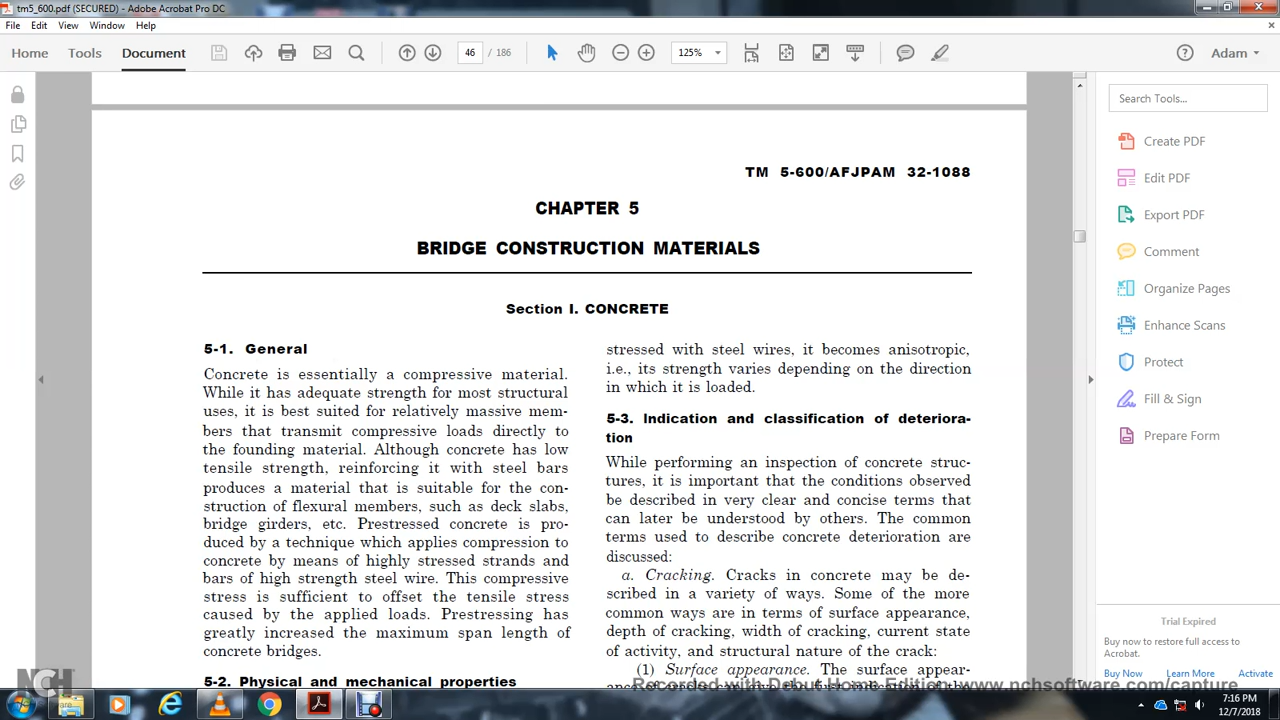 tm5_600.pdf (SECURED) - Adobe Acrobat Pro DC
File Edit View Window Help
Home Tools Document 46 / 186 125% Adam
Search Tools...
Create PDF
Edit PDF
Export PDF
Comment
Organize Pages
Enhance Scans
Protect
Fill & Sign
Prepare Form
Trial Expired
Buy now to restore full access to
Acrobat.
Buy Now Learn More Activate
TM 5-600/AFJPAM 32-1088
CHAPTER 5
BRIDGE CONSTRUCTION MATERIALS
Section I. CONCRETE
5-1. General
Concrete is essentially a compressive material.
While it has adequate strength for most structural
uses, it is best suited for relatively massive mem-
bers that transmit compressive loads directly to
the founding material. Although concrete has low
tensile strength, reinforcing it with steel bars
produces a material that is suitable for the con-
struction of flexural members, such as deck slabs,
bridge girders, etc. Prestressed concrete is pro-
duced by a technique which applies compression to
concrete by means of highly stressed strands and
bars of high strength steel wire. This compressive
stress is sufficient to offset the tensile stress
caused by the applied loads. Prestressing has
greatly increased the maximum span length of
concrete bridges.
5-2. Physical and mechanical properties
stressed with steel wires, it becomes anisotropic,
i.e., its strength varies depending on the direction
in which it is loaded.
5-3. Indication and classification of deteriora-
tion
While performing an inspection of concrete struc-
tures, it is important that the conditions observed
be described in very clear and concise terms that
can later be understood by others. The common
terms used to describe concrete deterioration are
discussed:
a. Cracking. Cracks in concrete may be de-
scribed in a variety of ways. Some of the more
common ways are in terms of surface appearance,
depth of cracking, width of cracking, current state
of activity, and structural nature of the crack:
(1) Surface appearance. The surface appear-
NCH
Recorded with Debut Home Edition: www.nchsoftware.com/capture
7:16 PM
12/7/2018